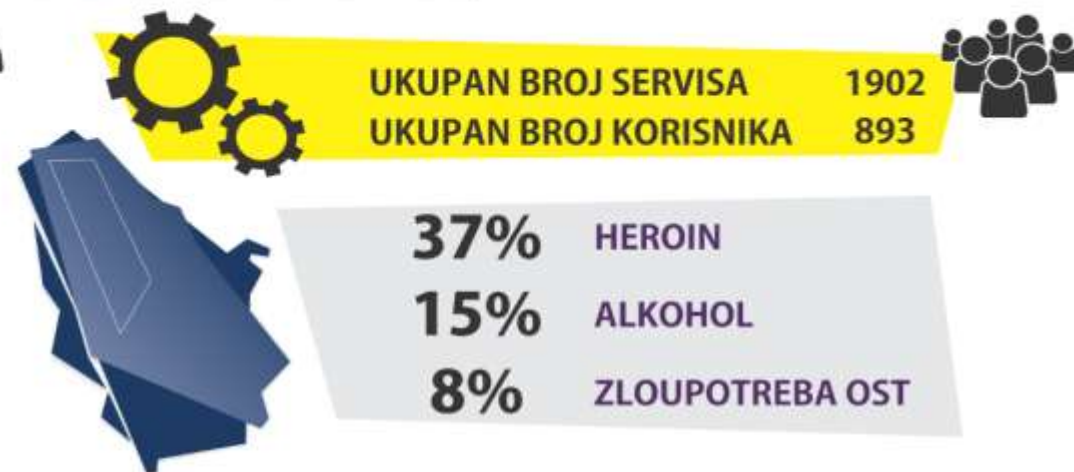 UKUPAN BROJ SERVISA 1902
UKUPAN BROJ KORISNIKA 893
37% HEROIN
15% ALKOHOL
8% ZLOUPOTREBA OST